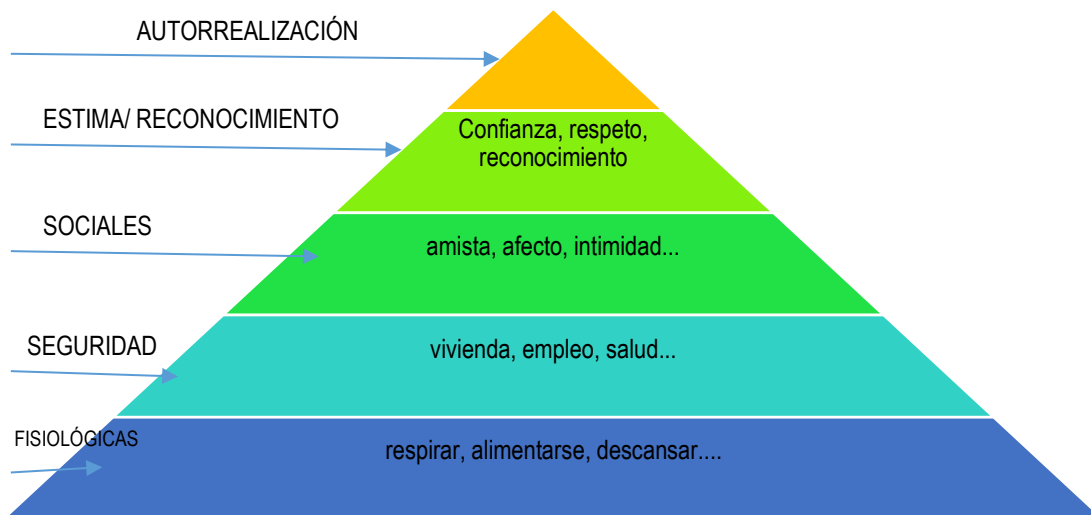 AUTORREALIZACIÓN
ESTIMA/ RECONOCIMIENTO
Confianza, respeto,
reconocimiento
SOCIALES
amista, afecto, intimidad...
SEGURIDAD
vivienda, empleo, salud...
FISIOLÓGICAS
respirar, alimentarse, descansar....